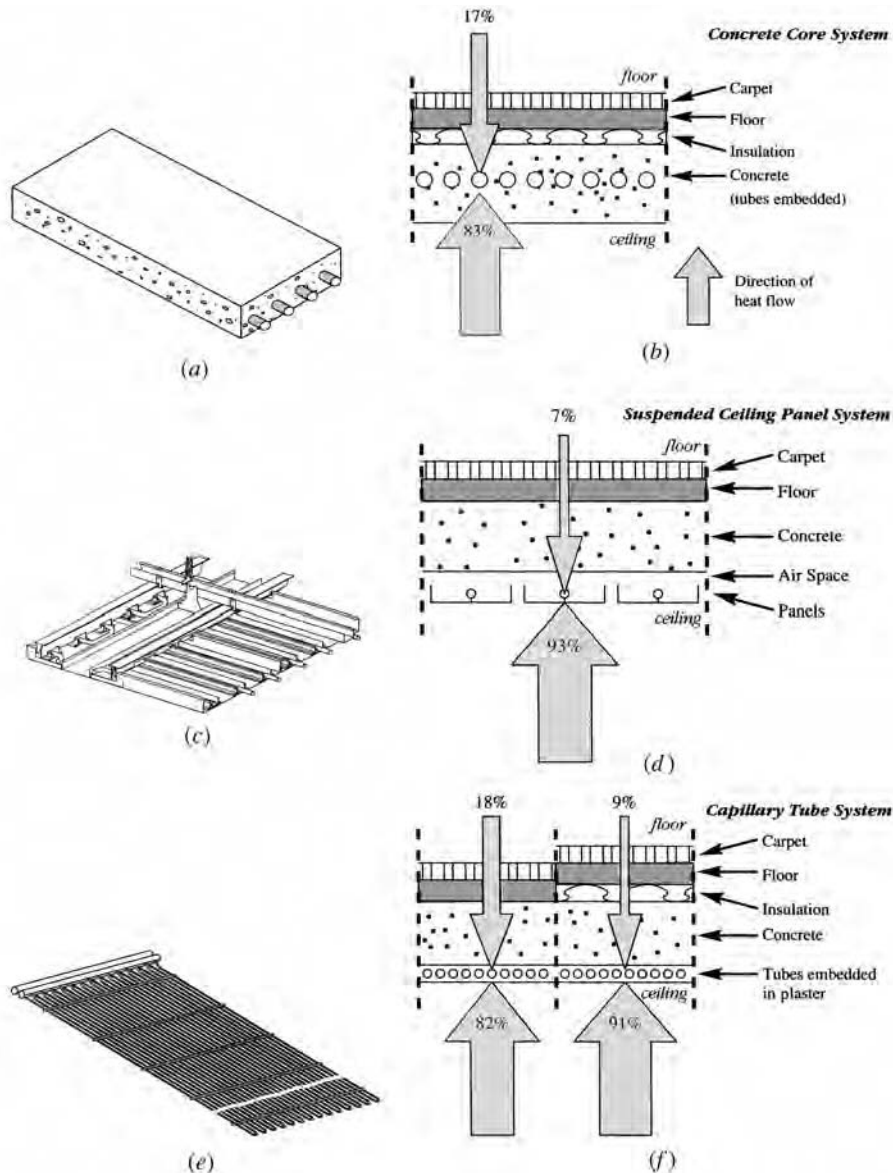 17%
Concrete Core System
floor
Carpet
Floor
Insulation
Concrete
(tubes embedded)
83%
ceiling
Direction of
heat flow
(a)
(b)
7%
Suspended Ceiling Panel System
floor
Carpet
Floor
Concrete
Air Space
Panels
ceiling
93%
(c)
(d)
18%
9%
Capillary Tube System
floor
Carpet
Floor
Insulation
Concrete
Tubes embedded
in plaster
ceiling
82%
91%
(e)
(f)